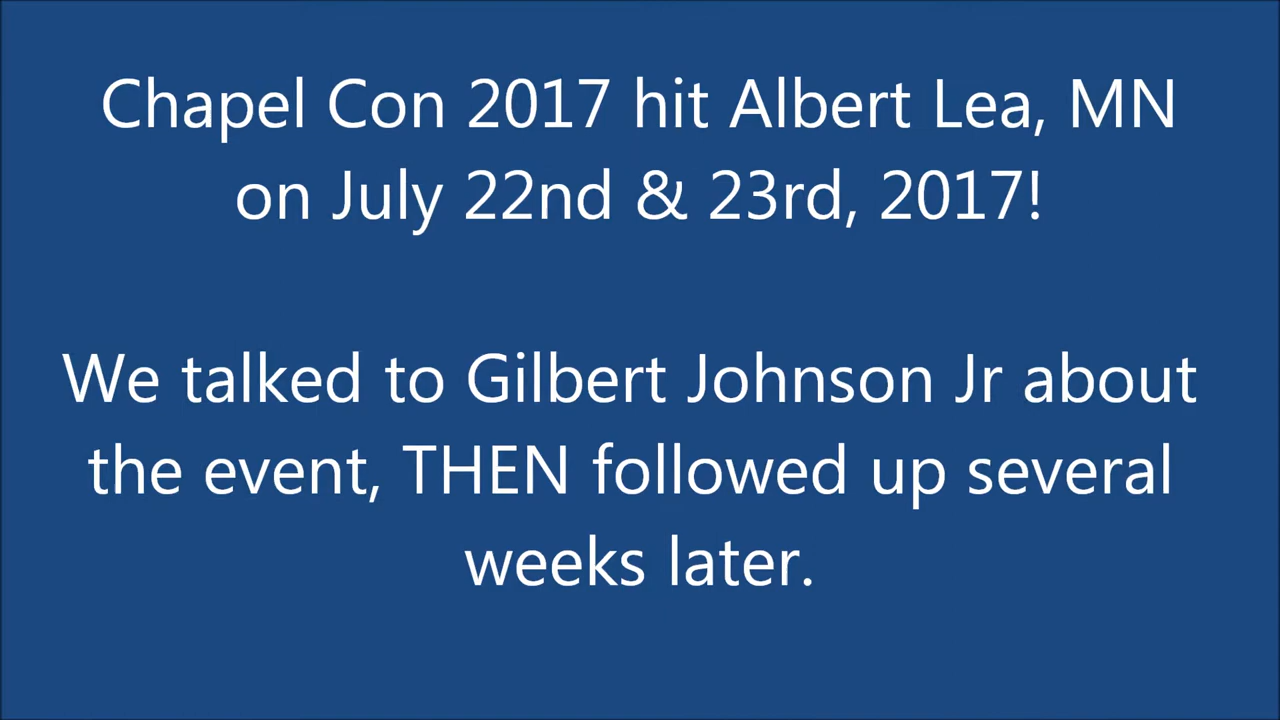 Chapel Con 2017 hit Albert Lea, MN
on July 22nd & 23rd, 2017!
We talked to Gilbert Johnson Jr about
the event, THEN followed up several
weeks later.